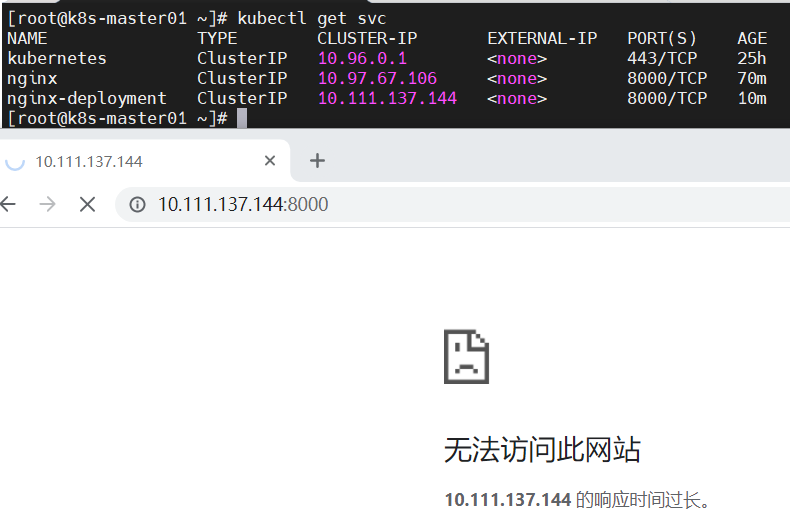 [root@k8s-master01 ~]# kubectl get svc
NAME TYPE CLUSTER-IP EXTERNAL-IP PORT(S) AGE
kubernetes ClusterIP 10.96.0.1 <none> 443/TCP 25h
nginx ClusterIP 10.97.67.106 <none> 8000/TCP 70m
nginx-deployment ClusterIP 10.111.137.144 <none> 8000/TCP 10m
[root@k8s-master01 ~]#
10.111.137.144
10.111.137.144:8000
无法访问此网站
10.111.137.144 的响应时间过长。